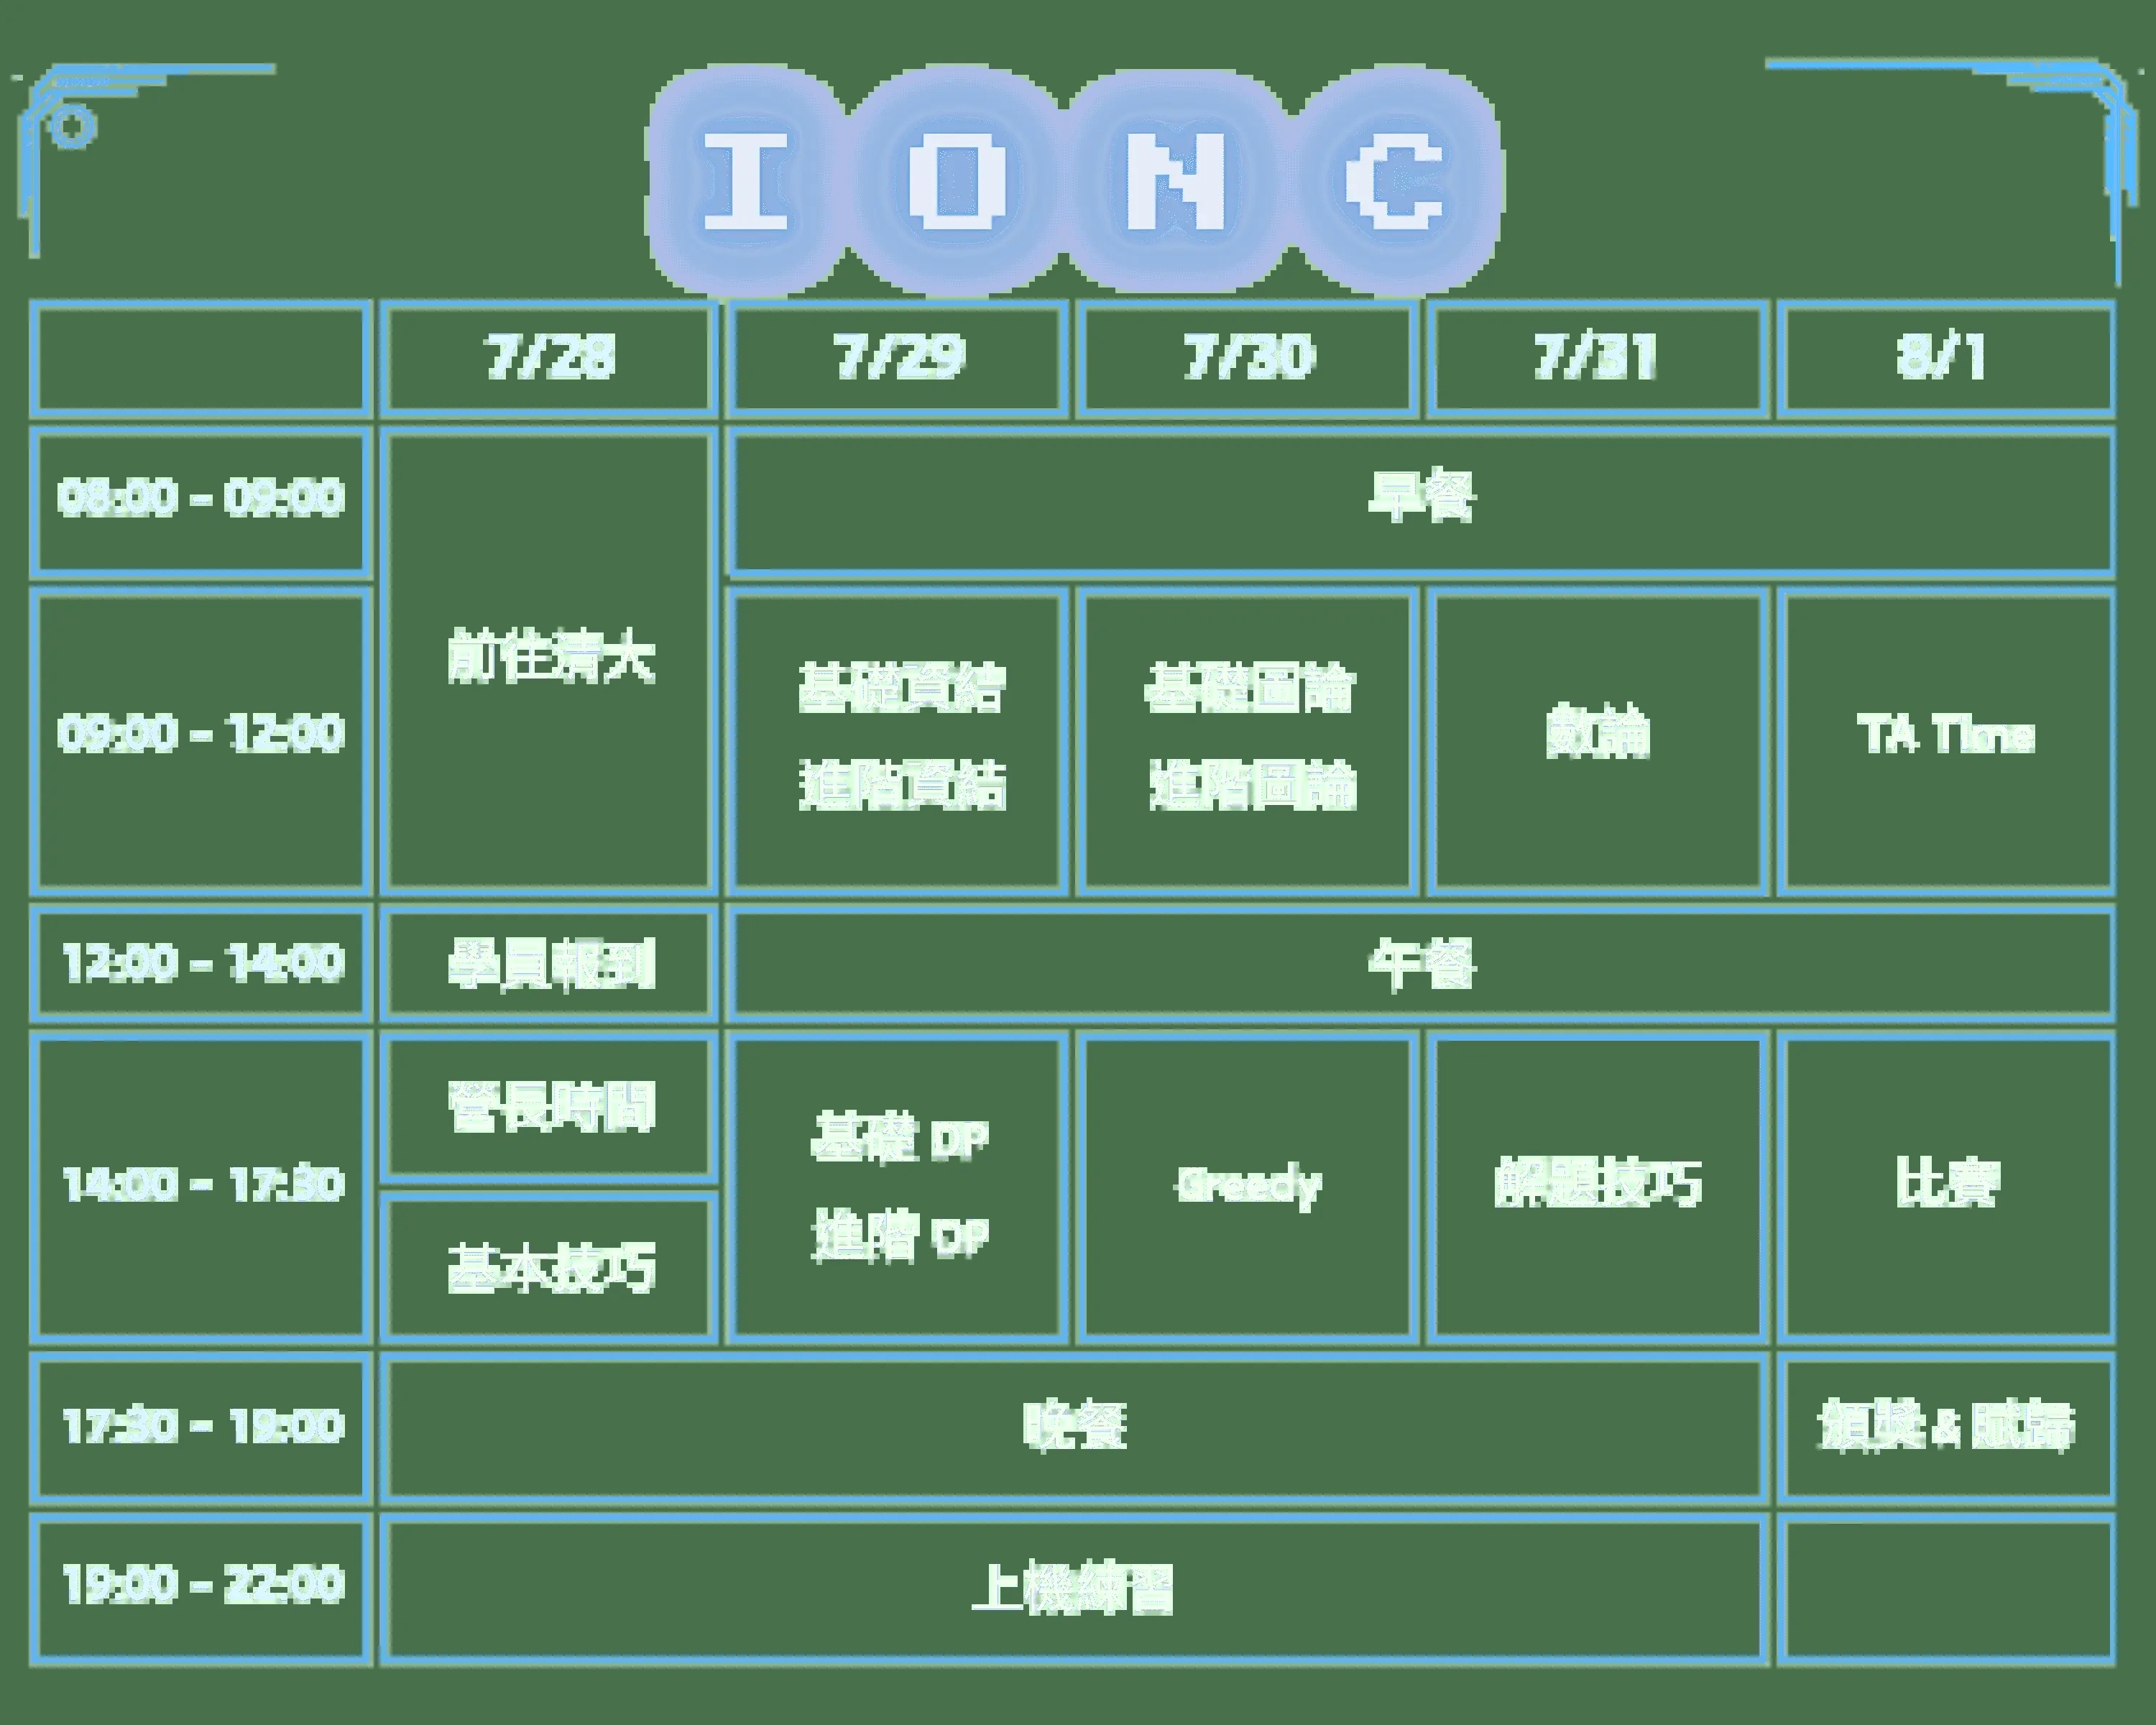 IONC
7/28
7/29
7/30
7/31
8/1
08:00 - 09:00
前往清大
早餐
09:00 - 12:00
基礎資結
進階資結
基礎圖論
進階圖論
數論
TA Time
12:00 - 14:00
學員報到
午餐
14:00 - 17:30
營長時間
基本技巧
基礎 DP
進階 DP
Greedy
解題技巧
比賽
17:30 - 19:00
晚餐
頒獎 & 賦歸
19:00 - 22:00
上機練習